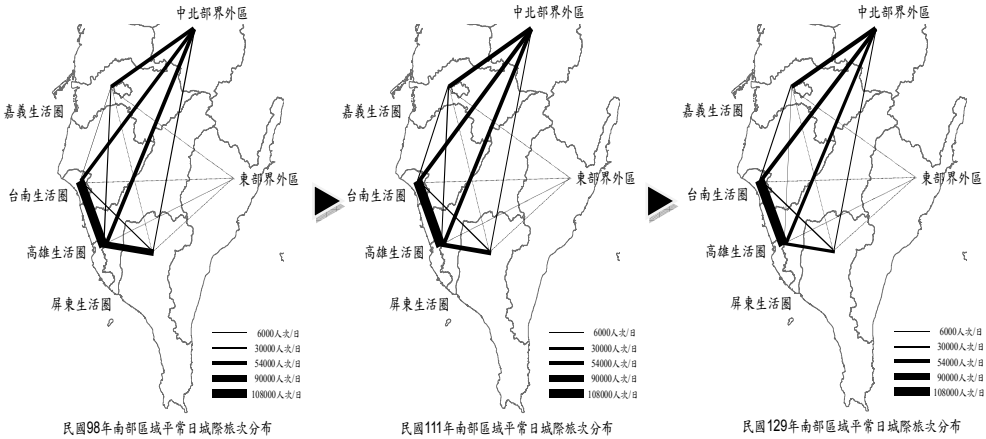 中北部界外區
嘉義生活圈
東部界外區
台南生活圈
高雄生活圈
屏東生活圈
6000人次/日
30000人次/日
54000人次/日
90000人次/日
108000人次/日
民國98年南部區域平常日城際旅次分布
中北部界外區
嘉義生活圈
東部界外區
台南生活圈
高雄生活圈
屏東生活圈
6000人次/日
30000人次/日
54000人次/日
90000人次/日
108000人次/日
民國111年南部區域平常日城際旅次分布
中北部界外區
嘉義生活圈
東部界外區
台南生活圈
高雄生活圈
屏東生活圈
6000人次/日
30000人次/日
54000人次/日
90000人次/日
108000人次/日
民國129年南部區域平常日城際旅次分布